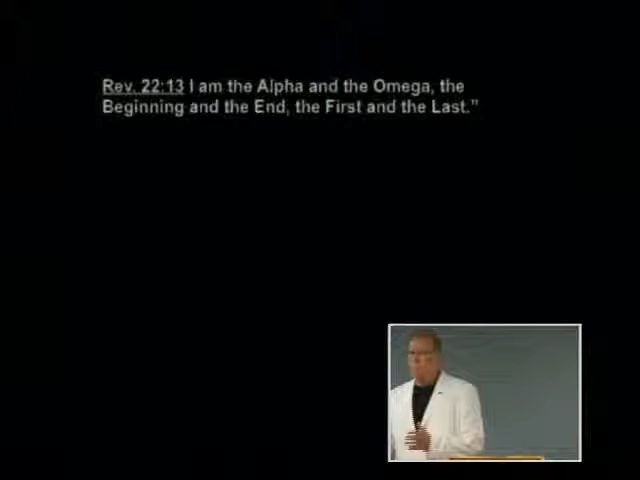 Rev. 22:13 I am the Alpha and the Omega, the
Beginning and the End, the First and the Last.”